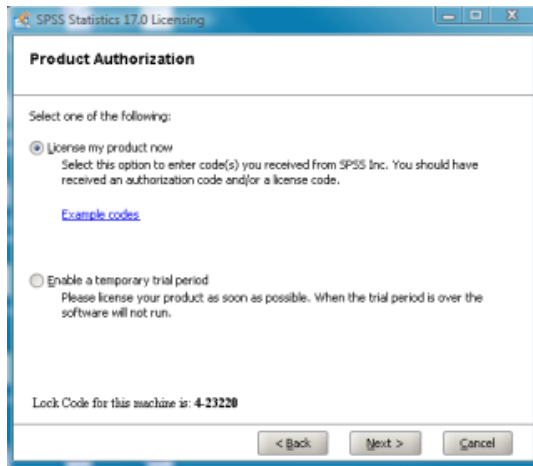 SPSS Statistics 17.0 Licensing
Product Authorization
Select one of the following:
License my product now
Select this option to enter code(s) you received from SPSS Inc. You should have
received an authorization code and/or a license code.
Example codes
Enable a temporary trial period
Please license your product as soon as possible. When the trial period is over the
software will not run.
Lock Code for this machine is: 4-23220
< Back Next > Cancel